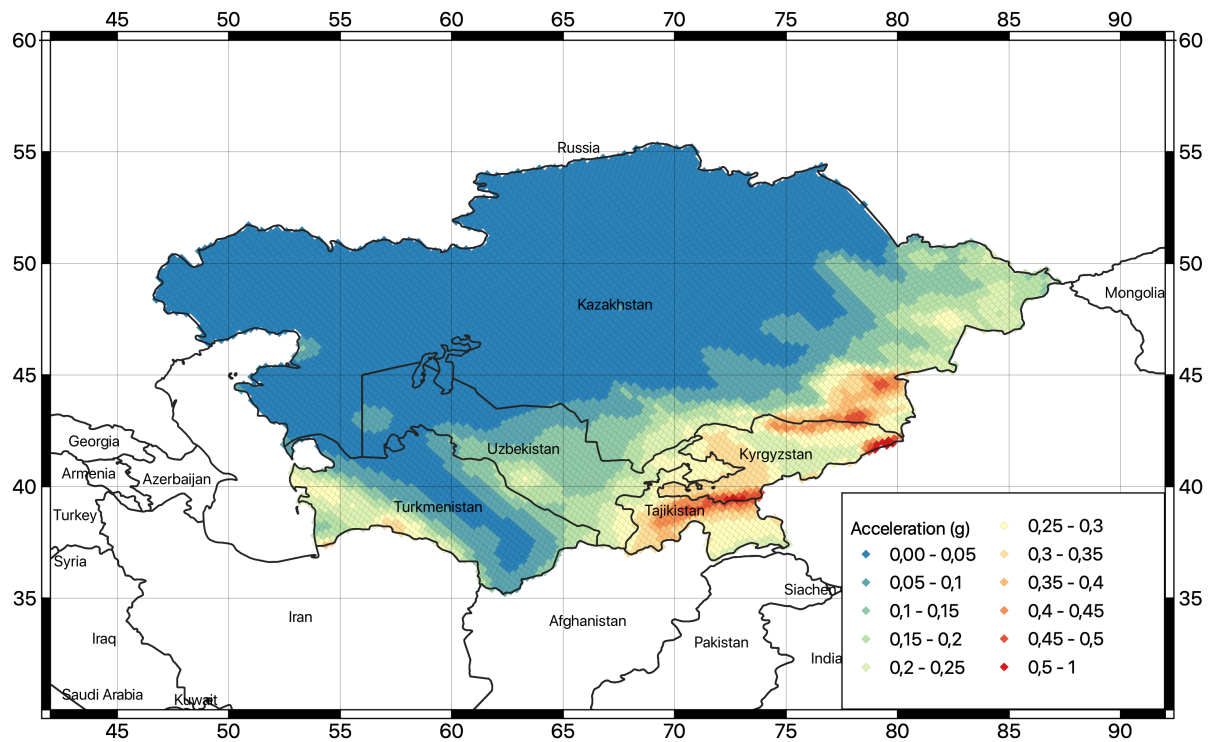 45 50 55 60 65 70 75 80 85 90
60 60
Russia
55 55
50 50
Mongolia
Kazakhstan
45 45
Georgia
Uzbekistan
Kyrgyzstan
Armenia
Azerbaijan
40 40
Turkmenistan
Tajikistan
Turkey
Syria
Siachen
35 35
Iran
Afghanistan
Iraq
Pakistan
India
Saudi Arabia
Kuwait
Acceleration (g)
0,00 - 0,05
0,05 - 0,1
0,1 - 0,15
0,15 - 0,2
0,2 - 0,25
0,25 - 0,3
0,3 - 0,35
0,35 - 0,4
0,4 - 0,45
0,45 - 0,5
0,5 - 1
45 50 55 60 65 70 75 80 85 90